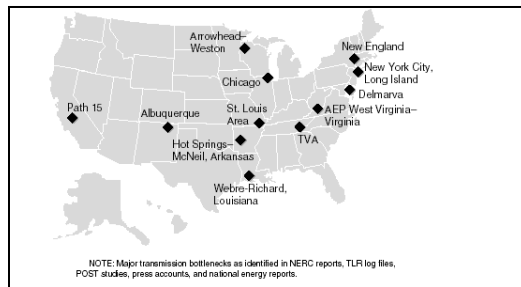 Arrowhead–
Weston
New England
New York City,
Long Island
Chicago
Delmarva
Path 15
Albuquerque
St. Louis
Area
AEP West Virginia–
Virginia
TVA
Hot Springs–
McNeil, Arkansas
Webre-Richard,
Louisiana
NOTE: Major transmission bottlenecks as identified in NERC reports, TLR log files,
POST studies, press accounts, and national energy reports.